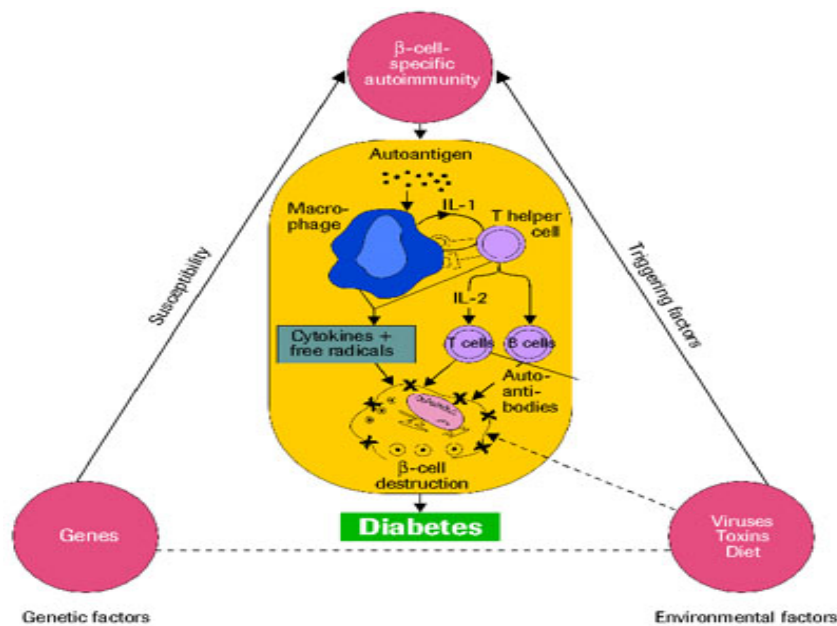 β-cell-
specific
autoimmunity
Autoantigen
Macro-
phage
IL-1
T helper
cell
Susceptibility
Triggering factors
IL-2
Cytokines +
free radicals
T cells
B cells
Auto-
anti-
bodies
β-cell
destruction
Diabetes
Genes
Viruses
Toxins
Diet
Genetic factors
Environmental factors